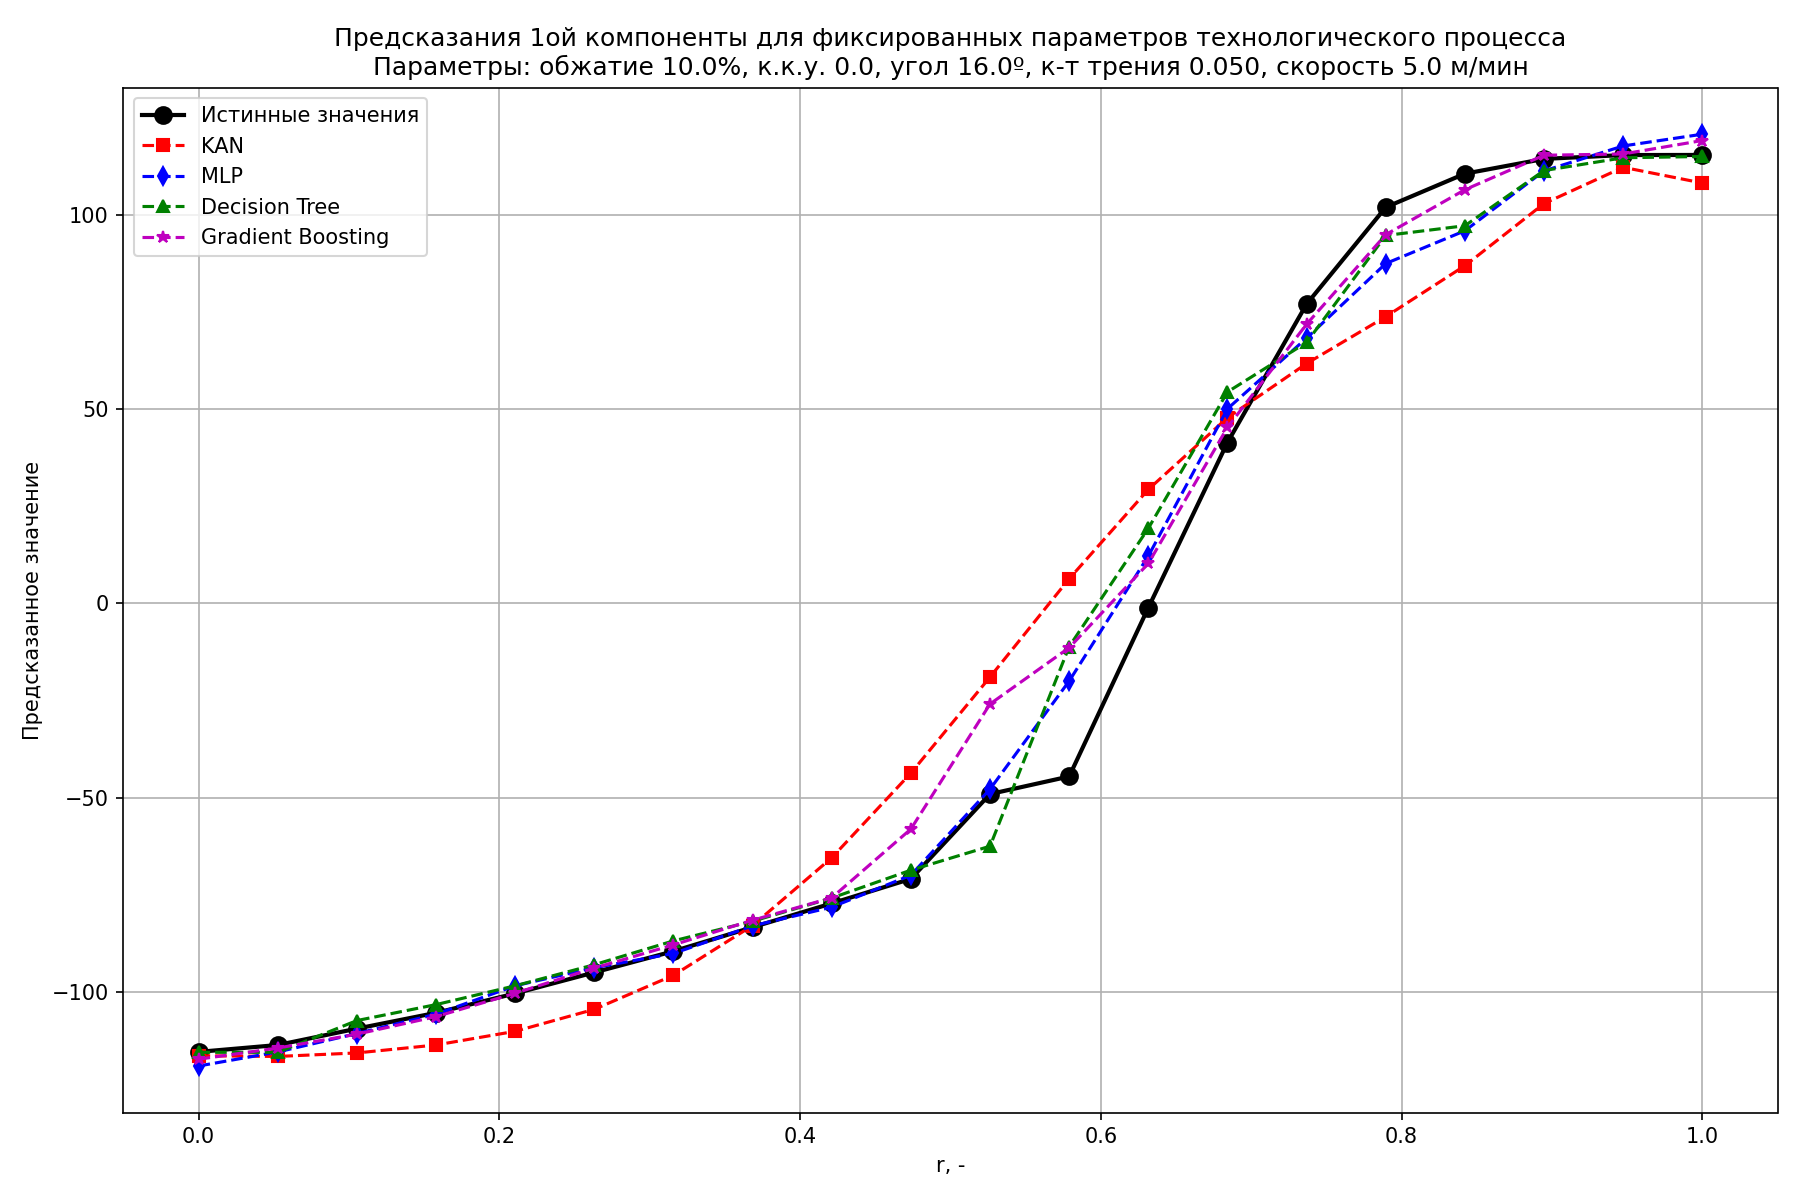 Предсказания 1ой компоненты для фиксированных параметров технологического процесса
Параметры: обжатие 10.0%, к.к.у. 0.0, угол 16.0º, к-т трения 0.050, скорость 5.0 м/мин
Истинные значения
KAN
MLP
Decision Tree
Gradient Boosting
Предсказанное значение
100
50
0
−50
−100
0.0
0.2
0.4
0.6
0.8
1.0
r, -